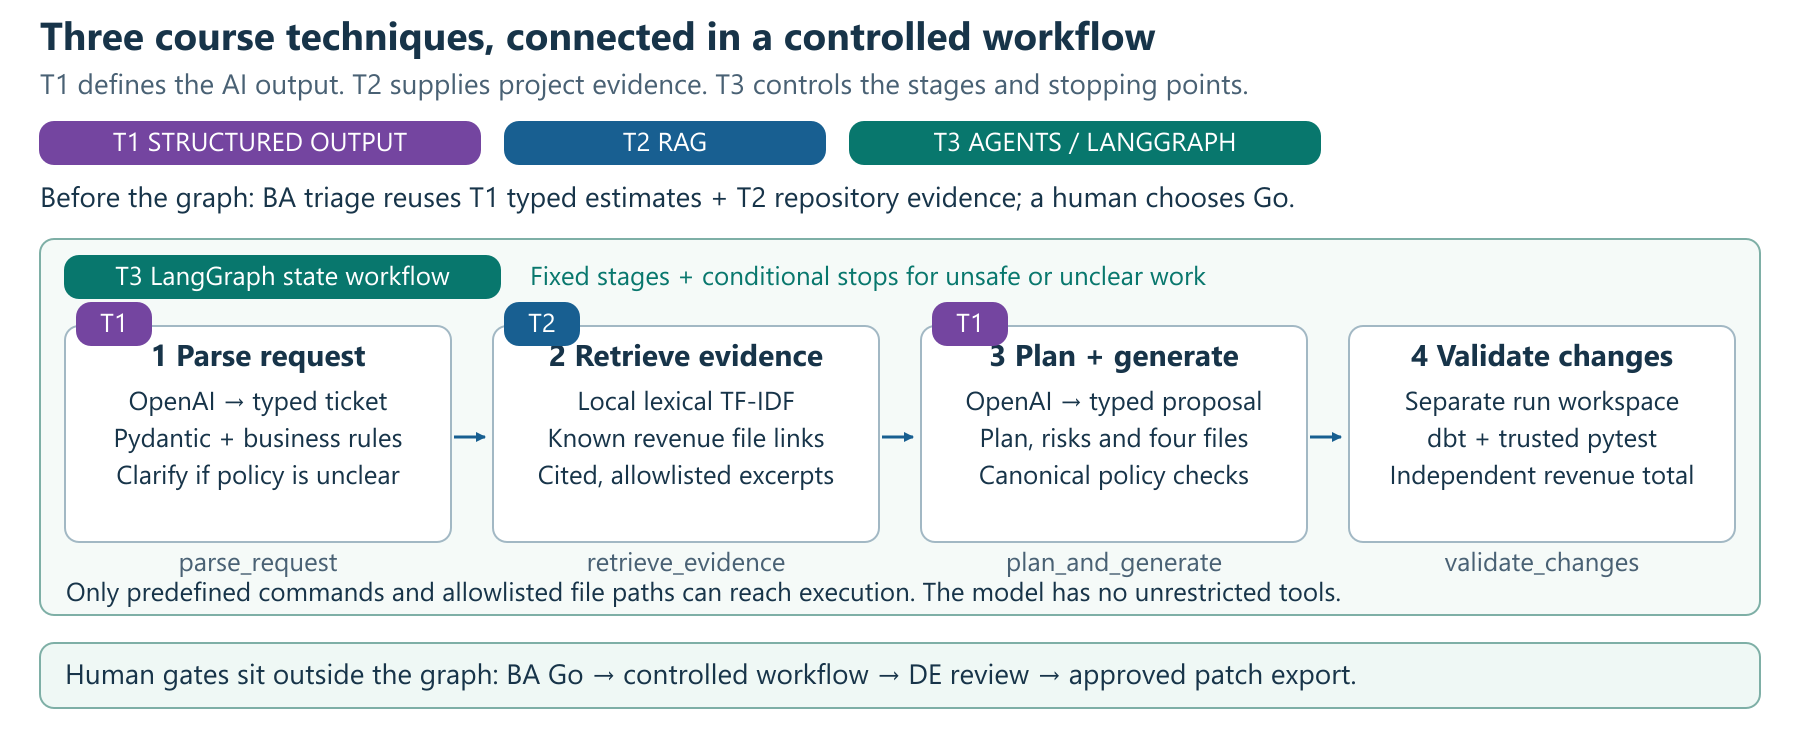 Three course techniques, connected in a controlled workflow
T1 defines the AI output. T2 supplies project evidence. T3 controls the stages and stopping points.
T1 STRUCTURED OUTPUT
T2 RAG
T3 AGENTS / LANGGRAPH
Before the graph: BA triage reuses T1 typed estimates + T2 repository evidence; a human chooses Go.
T3 LangGraph state workflow
Fixed stages + conditional stops for unsafe or unclear work
T1
1 Parse request
OpenAI → typed ticket
Pydantic + business rules
Clarify if policy is unclear
parse_request
T2
2 Retrieve evidence
Local lexical TF-IDF
Known revenue file links
Cited, allowlisted excerpts
retrieve_evidence
T1
3 Plan + generate
OpenAI → typed proposal
Plan, risks and four files
Canonical policy checks
plan_and_generate
4 Validate changes
Separate run workspace
dbt + trusted pytest
Independent revenue total
validate_changes
Only predefined commands and allowlisted file paths can reach execution. The model has no unrestricted tools.
Human gates sit outside the graph: BA Go → controlled workflow → DE review → approved patch export.